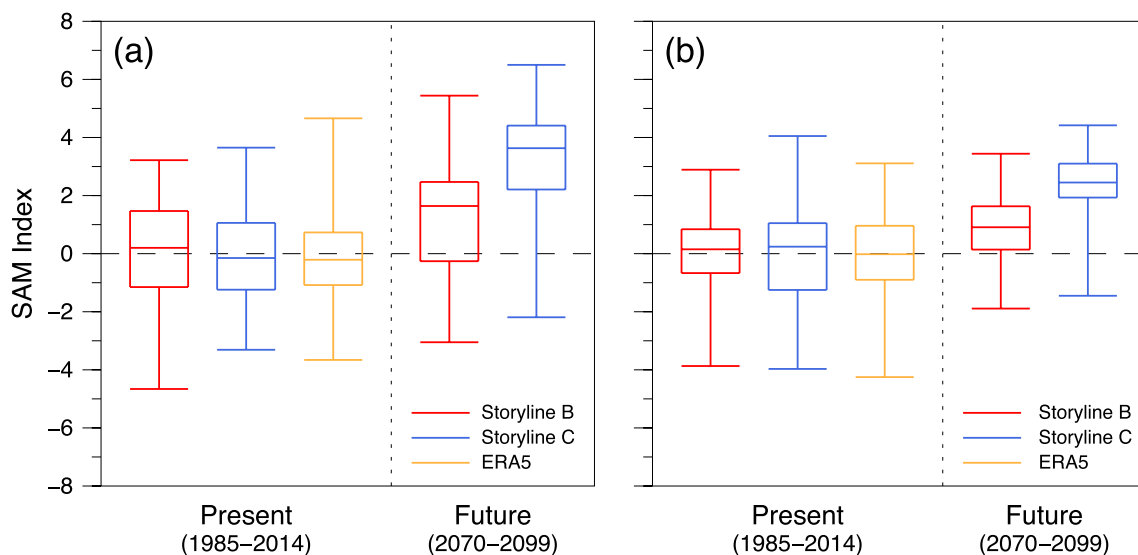 (a)
(b)
8
6
4
2
0
−2
−4
−6
−8
SAM Index
Storyline B
Storyline C
ERA5
Storyline B
Storyline C
ERA5
Present
(1985−2014)
Future
(2070−2099)
Present
(1985−2014)
Future
(2070−2099)